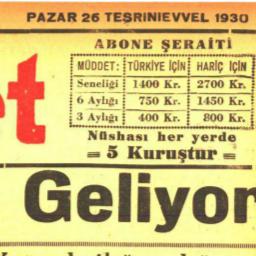 PAZAR 26 TEŞRİNİEVVEL 1930
ABONE ŞERAİTİ
MÜDDET: TÜRKİYE İÇİN HARİÇ İÇİN
Seneliği 1400 Kr. 2700 Kr.
6 Aylığı 750 Kr. 1450 Kr.
3 Aylığı 400 Kr. 800 Kr.
Nüshası her yerde
= 5 Kuruştur =
t
Geliyor